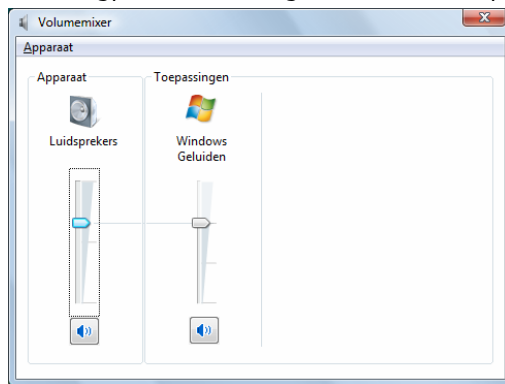 Volumemixer
Apparaat
Apparaat
Toepassingen
Luidsprekers
Windows
Geluiden